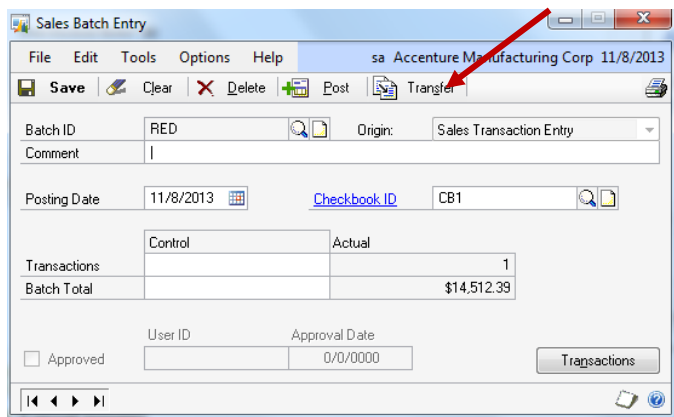 Sales Batch Entry
File Edit Tools Options Help sa Accenture Manufacturing Corp 11/8/2013
Save Clear Delete Post Transfer
Batch ID RED Origin: Sales Transaction Entry
Comment
Posting Date 11/8/2013 Checkbook ID CB1
Control Actual
Transactions 1
Batch Total $14,512.39
User ID Approval Date
Approved 0/0/0000 Transactions